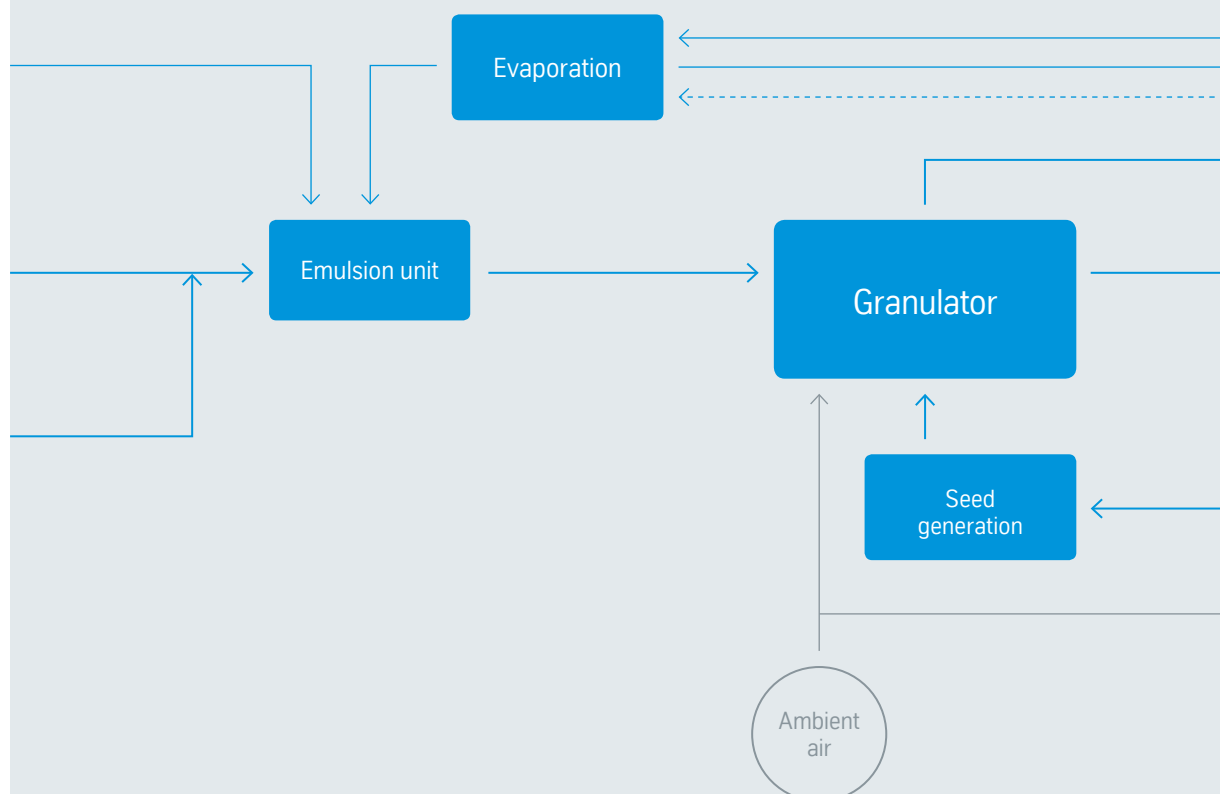 Evaporation
Emulsion unit
Granulator
Seed
generation
Ambient
air